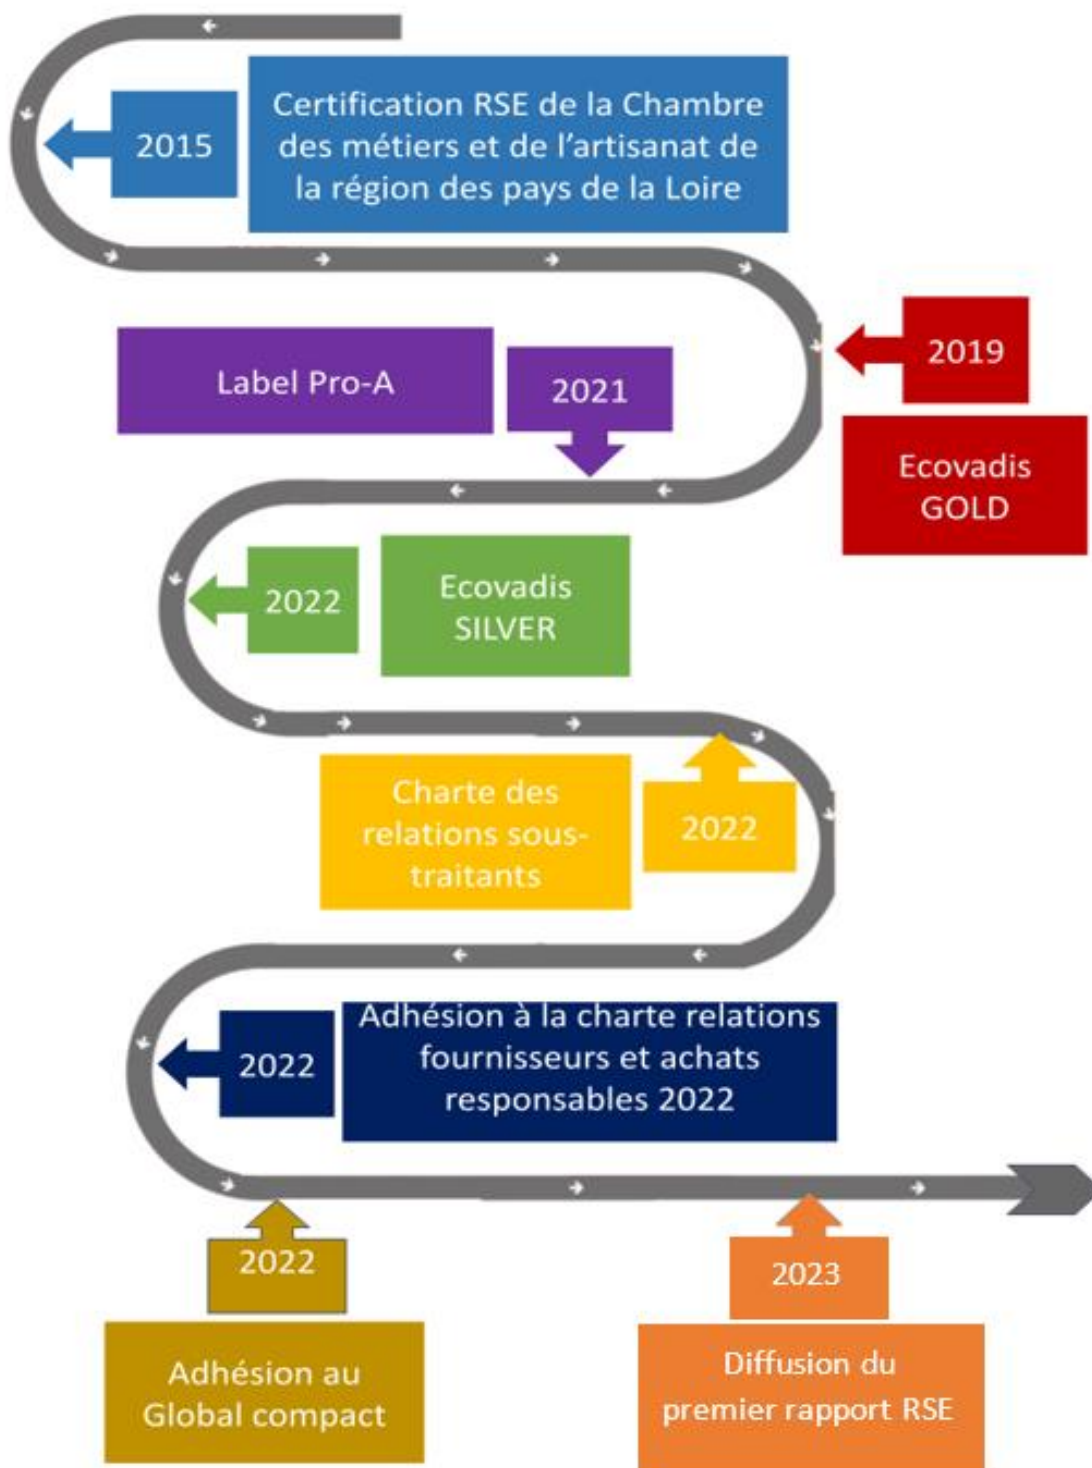 2015
Certification RSE de la Chambre
des métiers et de l'artisanat de
la région des pays de la Loire
2019
Ecovadis
GOLD
Label Pro-A
2021
2022
Ecovadis
SILVER
Charte des
relations sous-
traitants
2022
2022
Adhésion à la charte relations
fournisseurs et achats
responsables 2022
2022
Adhésion au
Global compact
2023
Diffusion du
premier rapport RSE